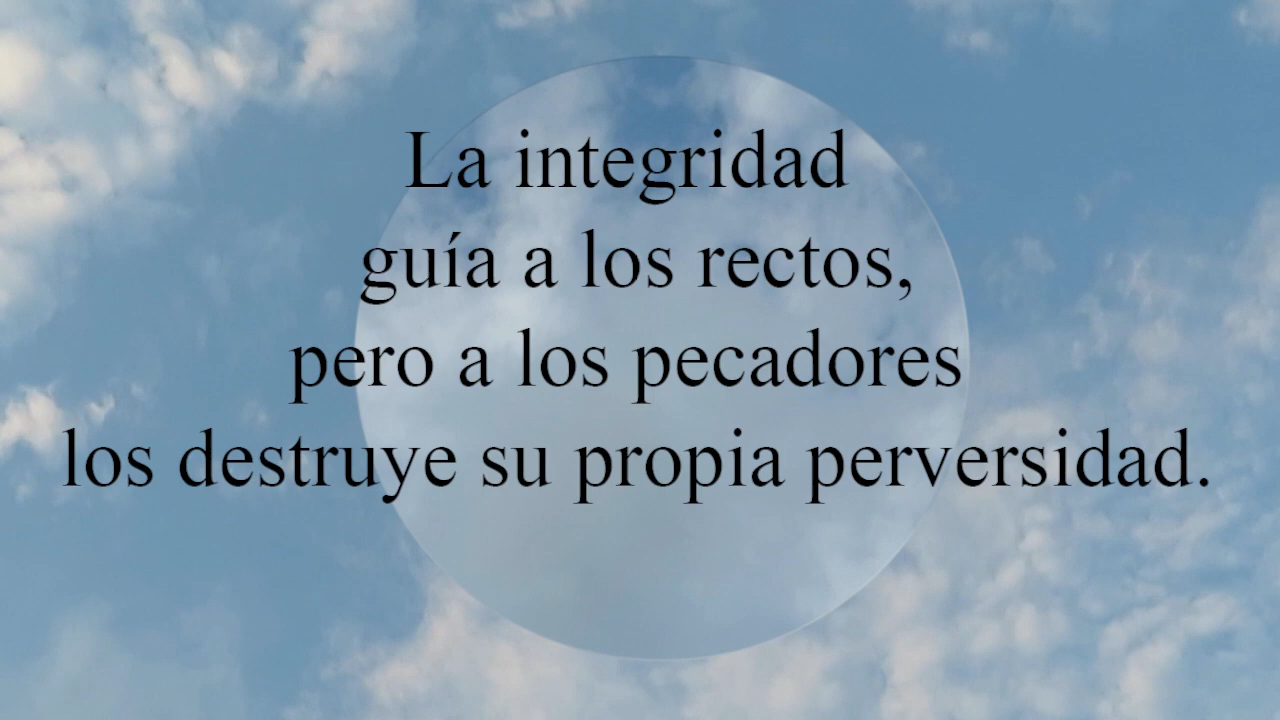 La integridad
guía a los rectos,
pero a los pecadores
los destruye su propia perversidad.